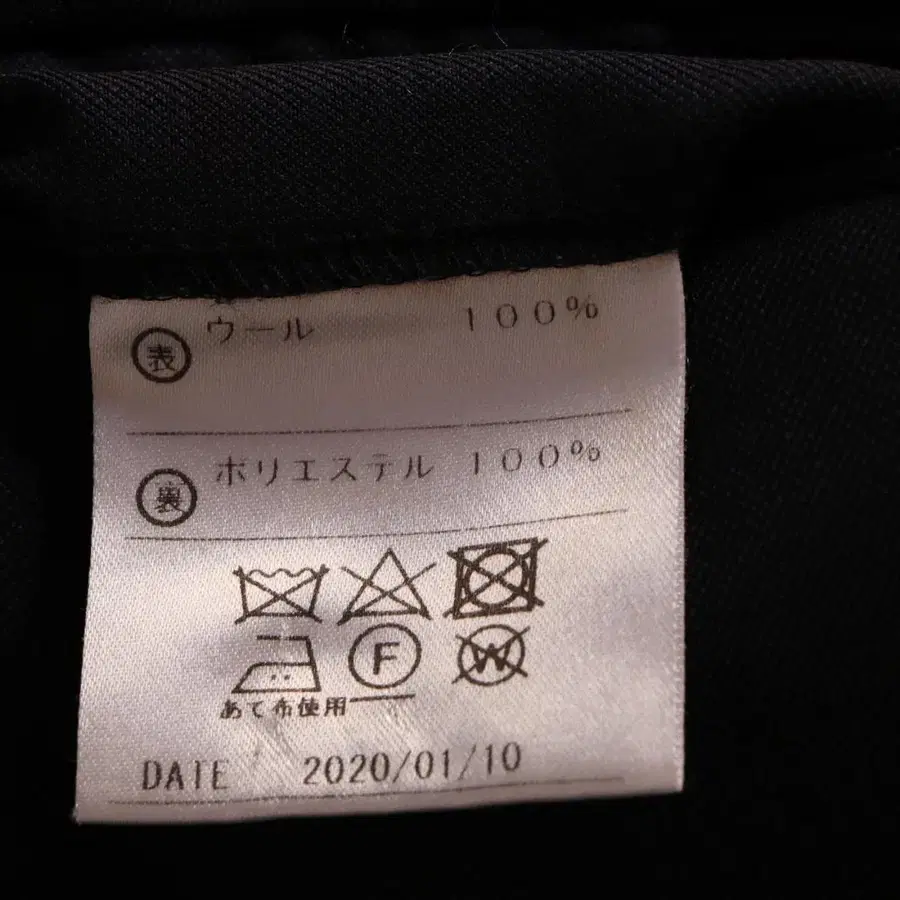 表 ウール 100%
裏 ポリエステル 100%
F W
あて布使用
DATE 2020/01/10